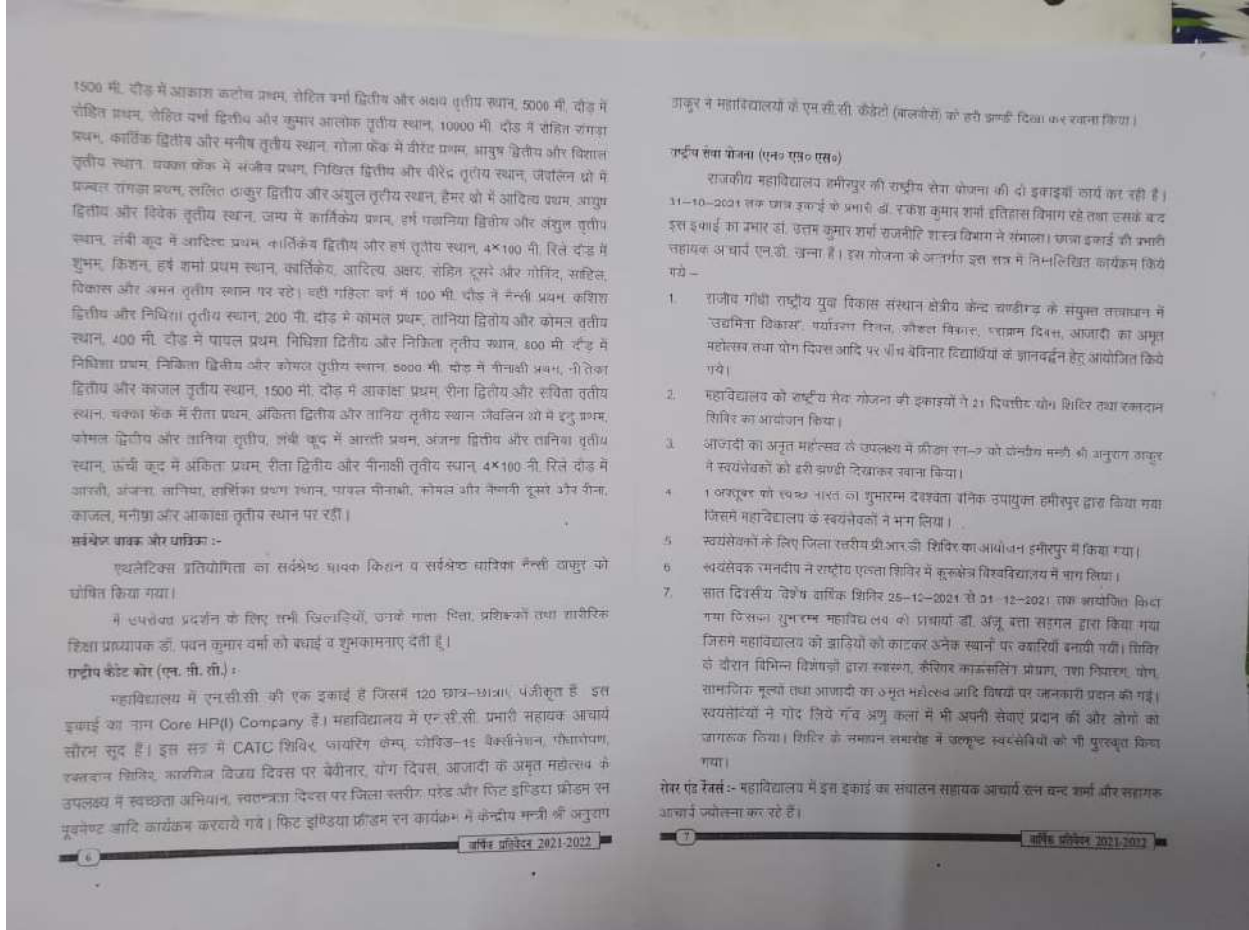 1500 मी. दौड़ में आकाश कटोच प्रथम, रोहित वर्मा द्वितीय और अक्षय तृतीय स्थान, 5000 मी. दौड़ में
रोहित प्रथम, रोहित वर्मा द्वितीय और कुमार आलोक तृतीय स्थान, 10000 मी. दौड़ में रोहित रांगड़ा
प्रथम, कार्तिक द्वितीय और मनीष तृतीय स्थान, गोला फेंक में वीरेंद्र प्रथम, आयुष द्वितीय और विशाल
तृतीय स्थान, चक्का फेंक में संजीव प्रथम, निखिल द्वितीय और वीरेंद्र तृतीय स्थान, जेवलिन थ्रो में
प्रज्वल रांगड़ा प्रथम, ललित ठाकुर द्वितीय और अंशुल तृतीय स्थान, हैमर थ्रो में आदित्य प्रथम, आयुष
द्वितीय और विवेक तृतीय स्थान, जम्प में कार्तिकेय प्रथम, हर्ष पठानिया द्वितीय और अंशुल तृतीय
स्थान, लंबी कूद में आदित्य प्रथम, कार्तिकेय द्वितीय और हर्ष तृतीय स्थान, 4×100 मी. रिले दौड़ में
शुभम, किशन, हर्ष शर्मा प्रथम स्थान, कार्तिकेय, आदित्य, अक्षय, रोहित दूसरे और गोविंद, साहिल,
विकास और अमन तृतीय स्थान पर रहे। वहीं महिला वर्ग में 100 मी. दौड़ में नैन्सी प्रथम, कशिश
द्वितीय और निधिशा तृतीय स्थान, 200 मी. दौड़ में कोमल प्रथम, तानिया द्वितीय और कोमल तृतीय
स्थान, 400 मी. दौड़ में पायल प्रथम, निधिशा द्वितीय और निकिता तृतीय स्थान, 800 मी. दौड़ में
निधिशा प्रथम, निकिता द्वितीय और कोमल तृतीय स्थान, 5000 मी. दौड़ में मीनाक्षी प्रथम,
द्वितीय और काजल तृतीय स्थान, 1500 मी. दौड़ में आकांक्षा प्रथम, रीना द्वितीय और सविता तृतीय
स्थान, चक्का फेंक में रीता प्रथम, अंकिता द्वितीय और तानिया तृतीय स्थान, जेवलिन थ्रो में इन्दु प्रथम,
कोमल द्वितीय और तानिया तृतीय, लंबी कूद में आरती प्रथम, अंजना द्वितीय और तानिया तृतीय
स्थान, ऊंची कूद में अंकिता प्रथम, रीता द्वितीय और मीनाक्षी तृतीय स्थान, 4×100 मी. रिले दौड़ में
आरती, अंजना, तानिया, हार्शिका प्रथम स्थान, पायल मीनाक्षी, कोमल और वैष्णवी दूसरे और रीना,
काजल, मनीषा और आकांक्षा तृतीय स्थान पर रहीं।
सर्वश्रेष्ठ धावक और धाविका :-
एथलेटिक्स प्रतियोगिता का सर्वश्रेष्ठ धावक किशन व सर्वश्रेष्ठ धाविका नैन्सी ठाकुर को
घोषित किया गया।
मैं उपरोक्त प्रदर्शन के लिए सभी खिलाड़ियों, उनके माता पिता, प्रशिक्षकों तथा शारीरिक
शिक्षा प्राध्यापक डॉ. पवन कुमार वर्मा को बधाई व शुभकामनाएं देती हूँ।
राष्ट्रीय कैडेट कोर (एन. सी. सी.) :-
महाविद्यालय में एन.सी.सी. की एक इकाई है जिसमें 120 छात्र-छात्राएं पंजीकृत हैं इस
इकाई का नाम Core HP(I) Company है। महाविद्यालय में एन.सी.सी. प्रभारी सहायक आचार्य
सौरभ सूद हैं। इस सत्र में CATC शिविर, फायरिंग कैम्प, कोविड-19 वैक्सीनेशन, पौधारोपण,
रक्तदान शिविर, कारगिल विजय दिवस पर वेबीनार, योग दिवस, आजादी के अमृत महोत्सव के
उपलक्ष्य में स्वच्छता अभियान, स्वतन्त्रता दिवस पर जिला स्तरीय परेड और फिट इण्डिया फ्रीडम रन
मूवमेण्ट आदि कार्यक्रम करवाये गये। फिट इण्डिया फ्रीडम रन कार्यक्रम में केन्द्रीय मन्त्री श्री अनुराग
6
वार्षिक प्रतिवेदन 2021-2022
ठाकुर ने महाविद्यालयों के एन.सी.सी. कैडेटों (बालवीरों) को हरी झण्डी दिखा कर रवाना किया।
राष्ट्रीय सेवा योजना (एन० एस० एस०)
राजकीय महाविद्यालय हमीरपुर की राष्ट्रीय सेवा योजना की दो इकाइयां कार्य कर रही हैं।
31-10-2021 तक छात्र इकाई के प्रभारी डॉ. राकेश कुमार शर्मा इतिहास विभाग रहे तथा उसके बाद
इस इकाई का प्रभार डॉ. उत्तम कुमार शर्मा राजनीति शास्त्र विभाग ने संभाला। छात्रा इकाई की प्रभारी
सहायक आचार्य एन.डी. खन्ना हैं। इस योजना के अन्तर्गत इस सत्र में निम्नलिखित कार्यक्रम किये
गये –
1. राजीव गाँधी राष्ट्रीय युवा विकास संस्थान क्षेत्रीय केन्द्र चण्डीगढ़ के संयुक्त तत्वाधान में
"उद्यमिता विकास", पर्यावरण दिवस, कौशल विकास, पराक्रम दिवस, आजादी का अमृत
महोत्सव तथा योग दिवस आदि पर पाँच वेबिनार विद्यार्थियों के ज्ञानवर्द्धन हेतु आयोजित किये
गये।
2. महाविद्यालय की राष्ट्रीय सेवा योजना की इकाइयों ने 21 दिवसीय योग शिविर तथा रक्तदान
शिविर का आयोजन किया।
3. आजादी का अमृत महोत्सव के उपलक्ष्य में फ्रीडम रन-2 को केन्द्रीय मन्त्री श्री अनुराग ठाकुर
ने स्वयंसेवकों को हरी झण्डी दिखाकर रवाना किया।
4. 1 अक्तूबर को स्वच्छ भारत का शुभारम्भ देवश्वेता बनिक उपायुक्त हमीरपुर द्वारा किया गया
जिसमें महाविद्यालय के स्वयंसेवकों ने भाग लिया।
5. स्वयंसेवकों के लिए जिला स्तरीय प्री.आर.डी. शिविर का आयोजन हमीरपुर में किया गया।
6. स्वयंसेवक रमनदीप ने राष्ट्रीय एकता शिविर में कुरुक्षेत्र विश्वविद्यालय में भाग लिया।
7. सात दिवसीय विशेष वार्षिक शिविर 25-12-2021 से 31-12-2021 तक आयोजित किया
गया जिसका शुभारम्भ महाविद्यालय की प्राचार्या डॉ. अंजू बत्ता सहगल द्वारा किया गया
जिसमें महाविद्यालय की झाड़ियों को काटकर अनेक स्थानों पर क्यारियाँ बनायी गयीं। शिविर
के दौरान विभिन्न विशेषज्ञों द्वारा स्वास्थ्य, कैरियर काऊंसलिंग प्रोग्राम, नशा निवारण, योग,
सामाजिक मूल्यों तथा आजादी का अमृत महोत्सव आदि विषयों पर जानकारी प्रदान की गई।
स्वयंसेवियों ने गोद लिये गाँव अणु कलां में भी अपनी सेवाएं प्रदान कीं और लोगों को
जागरूक किया। शिविर के समापन समारोह में उत्कृष्ट स्वयंसेवियों को भी पुरस्कृत किया
गया।
रोवर एंड रेंजर्स :- महाविद्यालय में इस इकाई का संचालन सहायक आचार्य रत्न चन्द शर्मा और सहायक
आचार्य ज्योत्सना कर रहे हैं।
7
वार्षिक प्रतिवेदन 2021-2022